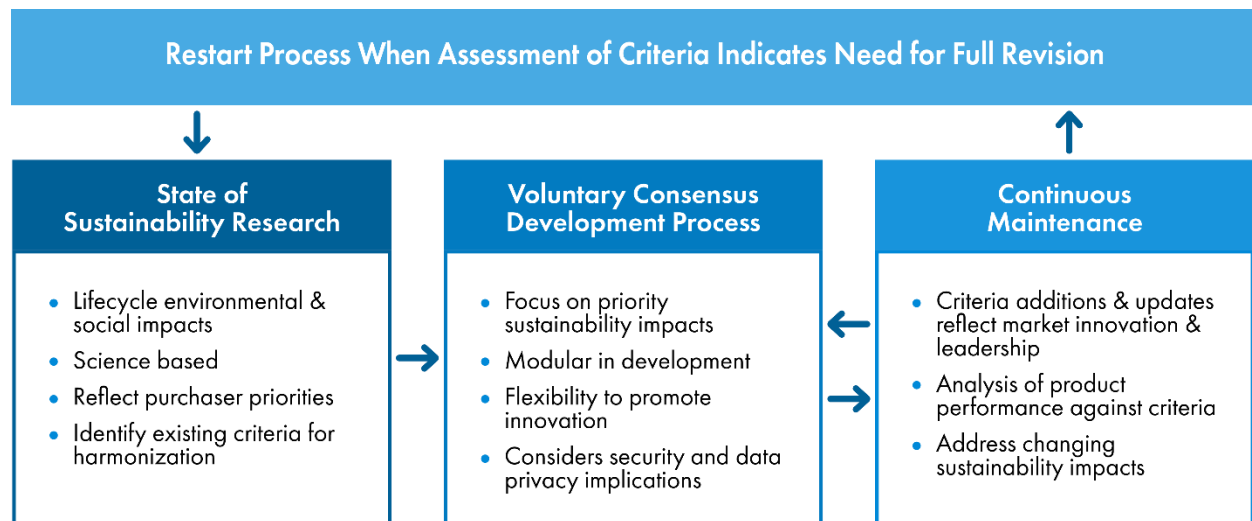 Restart Process When Assessment of Criteria Indicates Need for Full Revision
State of
Sustainability Research
• Lifecycle environmental &
social impacts
• Science based
• Reflect purchaser priorities
• Identify existing criteria for
harmonization
Voluntary Consensus
Development Process
• Focus on priority
sustainability impacts
• Modular in development
• Flexibility to promote
innovation
• Considers security and data
privacy implications
Continuous
Maintenance
• Criteria additions & updates
reflect market innovation &
leadership
• Analysis of product
performance against criteria
• Address changing
sustainability impacts